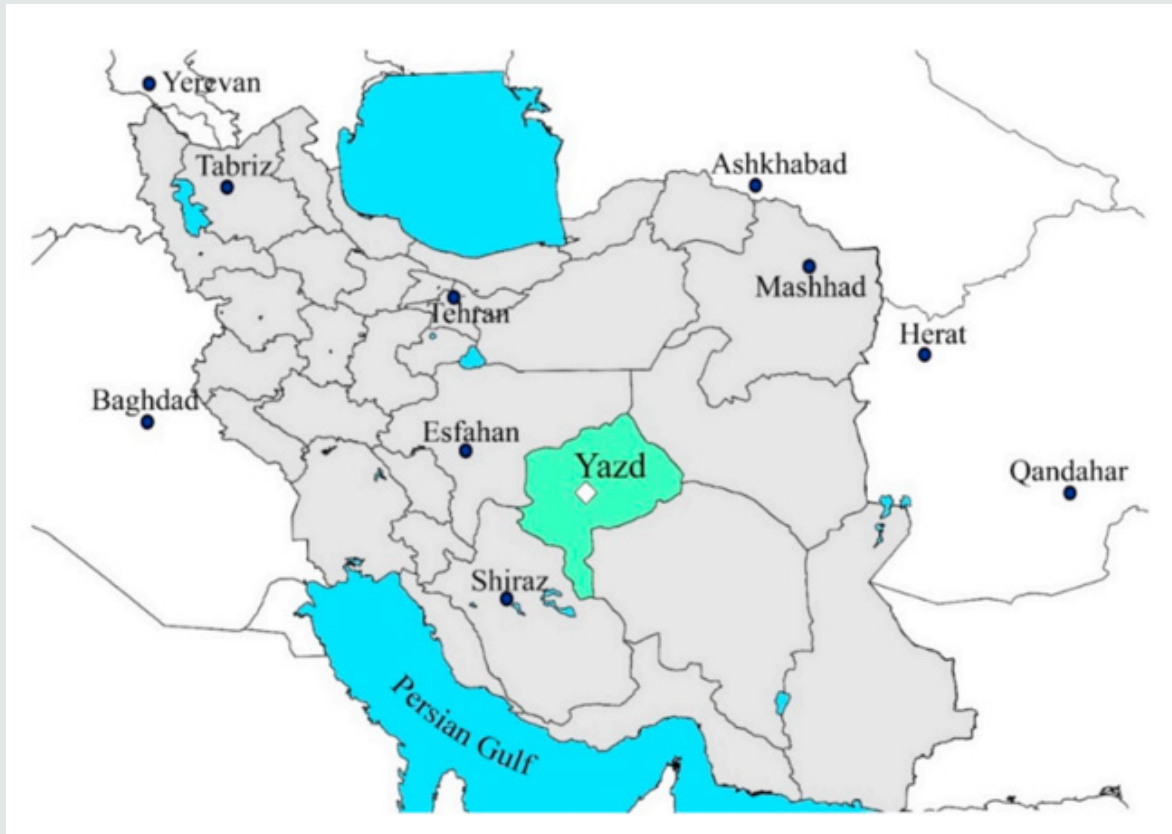 Yerevan
Tabriz
Ashkhabad
Mashhad
Tehran
Herat
Baghdad
Esfahan
Yazd
Qandahar
Shiraz
Persian Gulf